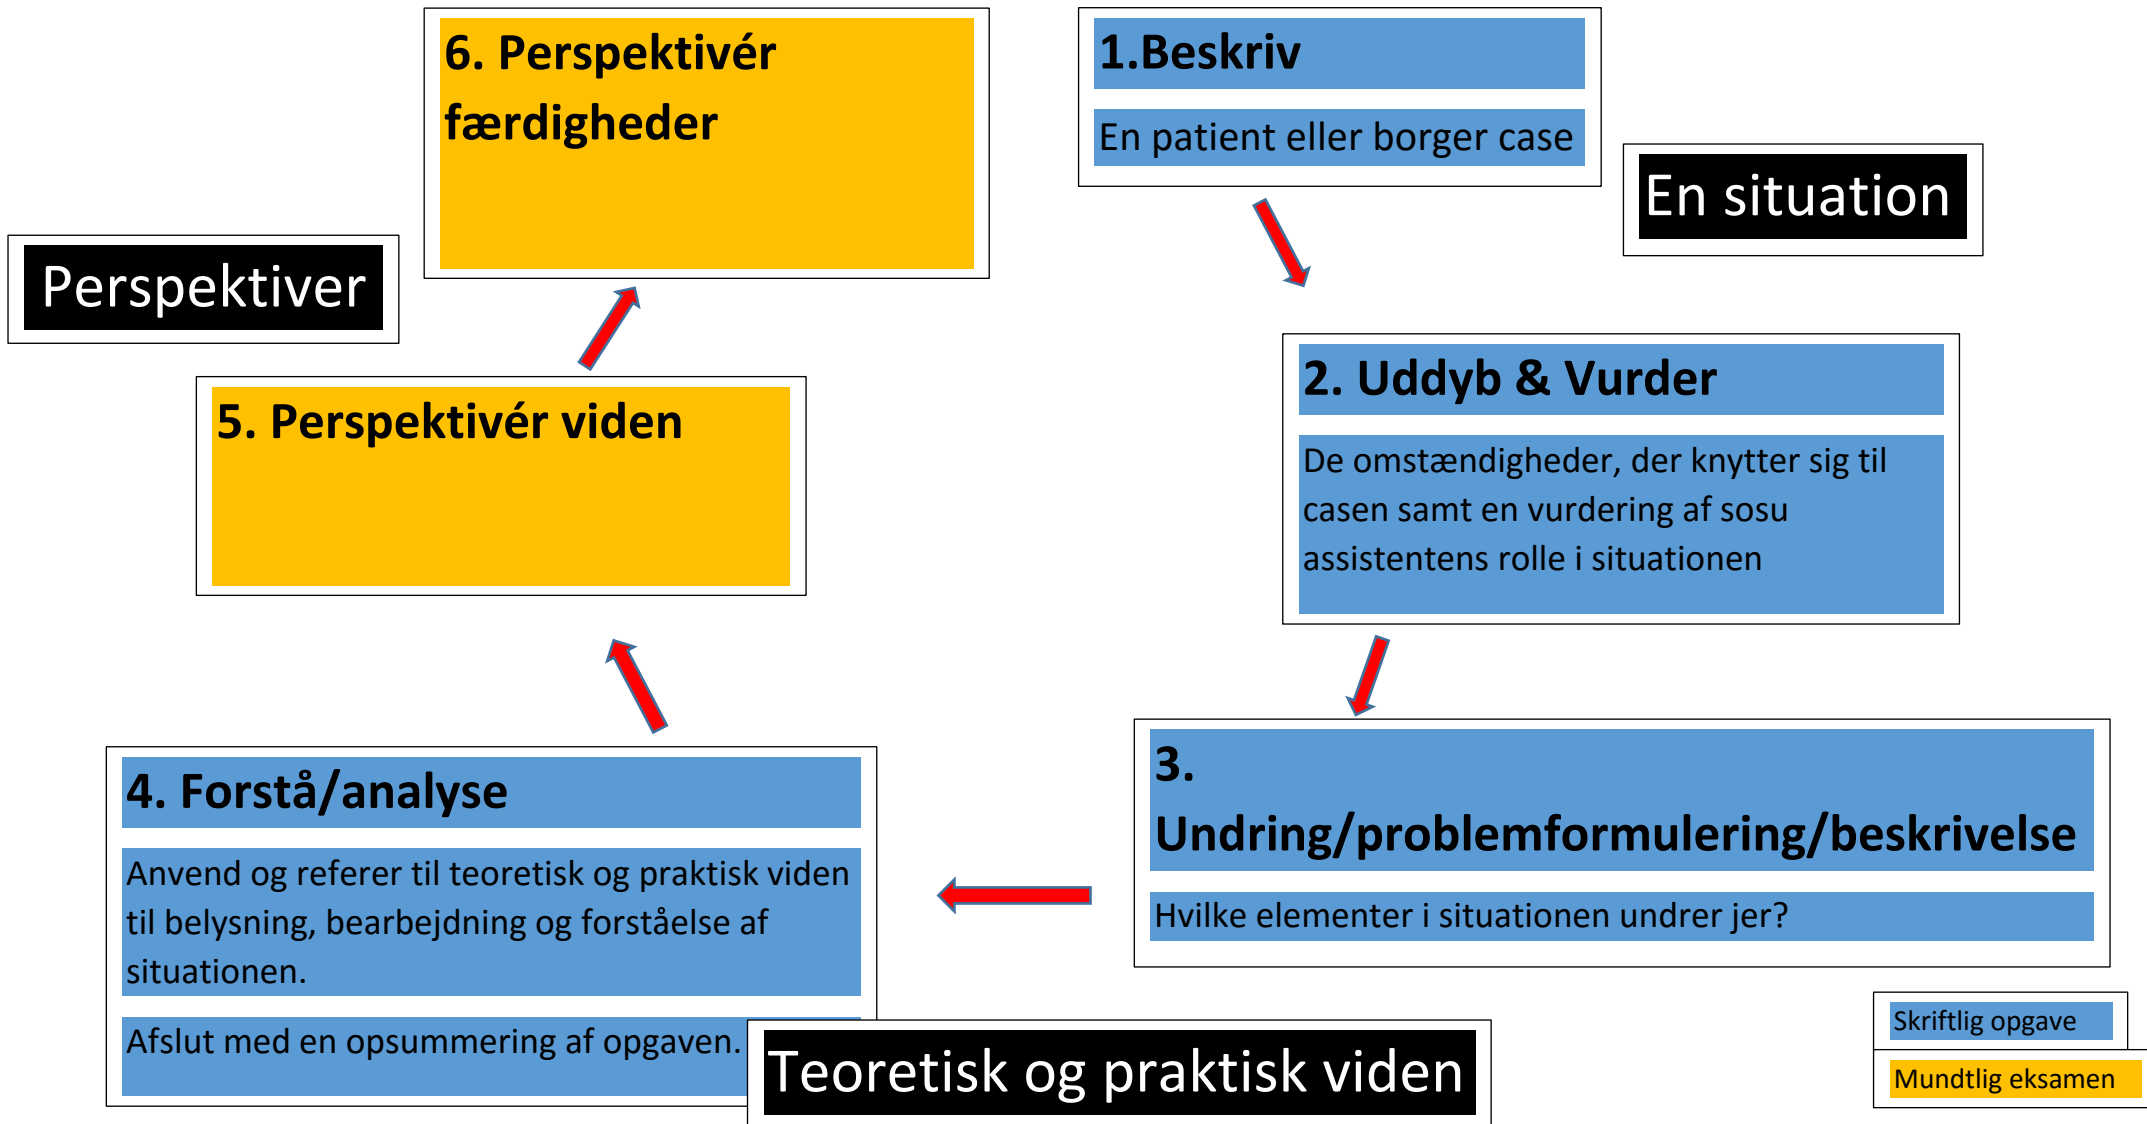 1.Beskriv
En patient eller borger case
En situation
2. Uddyb & Vurder
De omstændigheder, der knytter sig til
casen samt en vurdering af sosu
assistentens rolle i situationen
3.
Undring/problemformulering/beskrivelse
Hvilke elementer i situationen undrer jer?
4. Forstå/analyse
Anvend og referer til teoretisk og praktisk viden
til belysning, bearbejdning og forståelse af
situationen.
Afslut med en opsummering af opgaven.
Teoretisk og praktisk viden
5. Perspektivér viden
6. Perspektivér
færdigheder
Perspektiver
Skriftlig opgave
Mundtlig eksamen